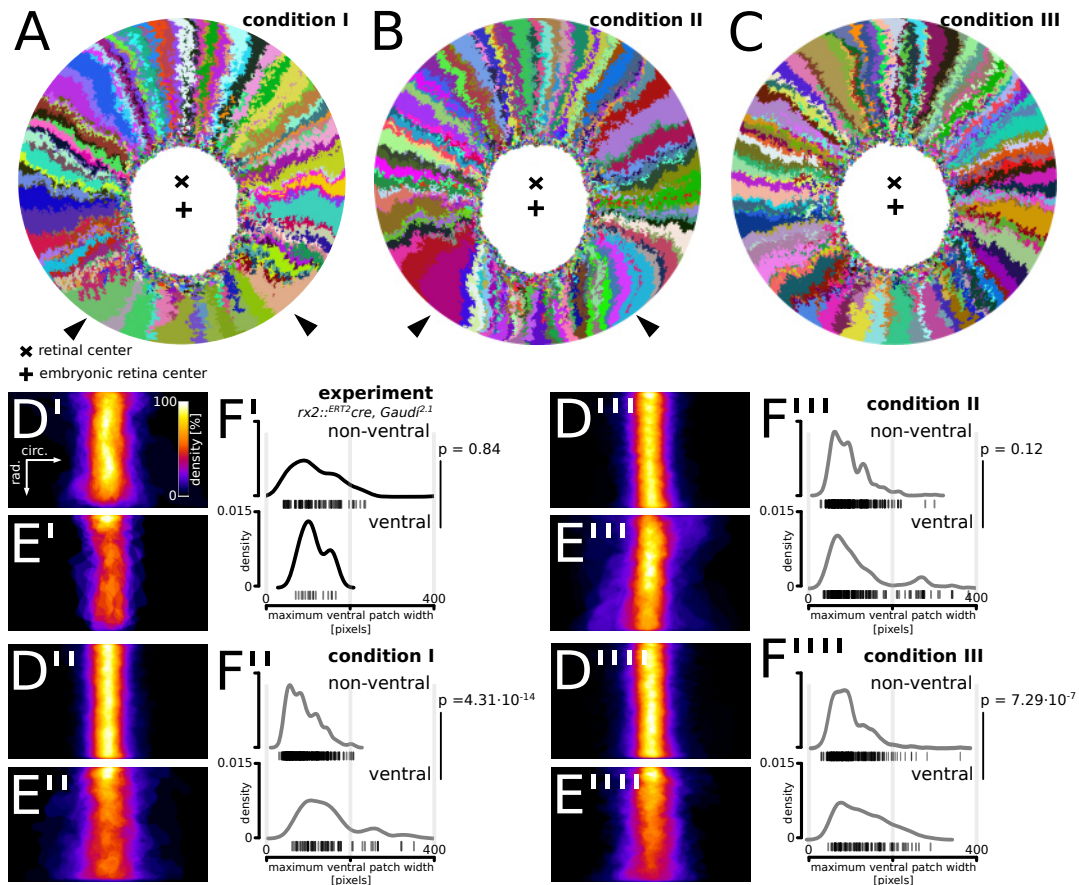 A
condition I
B
condition II
C
condition III
× retinal center
+ embryonic retina center
D'
100
density [%]
0
circ.
rad.
E'
F'
experiment
rx2::ERT2cre, Gaudí2.1
non-ventral
p = 0.84
0.015
ventral
density
0
0
400
maximum ventral patch width
[pixels]
D'''
E'''
F'''
condition II
non-ventral
p = 0.12
0.015
ventral
density
0
0
400
maximum ventral patch width
[pixels]
D''
E''
F''
condition I
non-ventral
p =4.31·10-14
0.015
ventral
density
0
0
400
maximum ventral patch width
[pixels]
D''''
E''''
F''''
condition III
non-ventral
p = 7.29·10-7
0.015
ventral
density
0
0
400
maximum ventral patch width
[pixels]